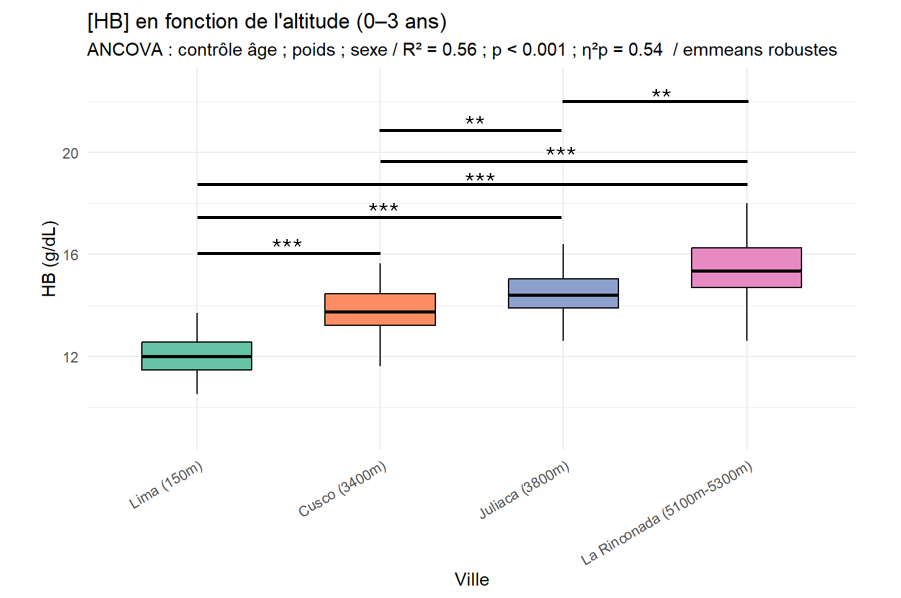 [HB] en fonction de l'altitude (0–3 ans)
ANCOVA : contrôle âge ; poids ; sexe / R² = 0.56 ; p < 0.001 ; η²p = 0.54 / emmeans robustes
**
**
***
***
***
***
20
16
12
HB (g/dL)
Lima (150m)
Cusco (3400m)
Juliaca (3800m)
La Rinconada (5100m-5300m)
Ville